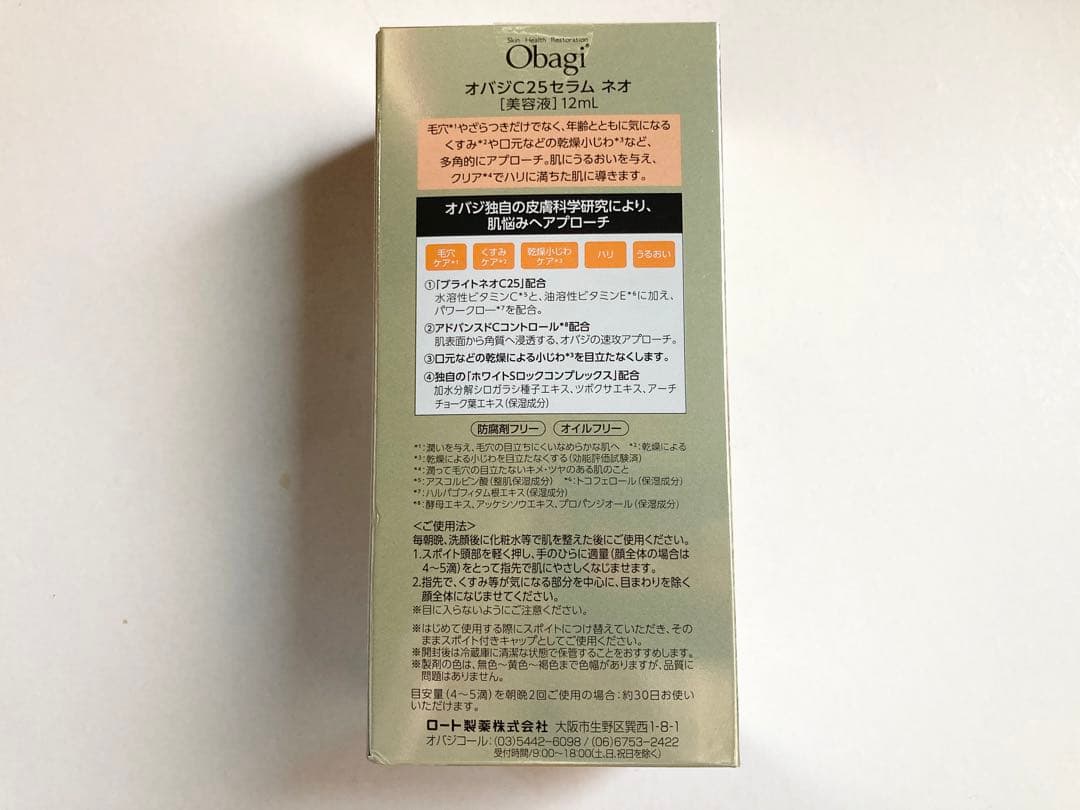 Skin Health Restoration
Obagi
オバジC25セラム ネオ
[美容液]12mL
毛穴*1やざらつきだけでなく、年齢とともに気になる
くすみ*2や口元などの乾燥小じわ*3など、
多角的にアプローチ。肌にうるおいを与え、
クリア*4でハリに満ちた肌に導きます。
オバジ独自の皮膚科学研究により、
肌悩みへアプローチ
毛穴ケア*1 くすみケア*2 乾燥小じわケア*3 ハリ うるおい
①「ブライトネオC25」配合
水溶性ビタミンC*5と、油溶性ビタミンE*6に加え、
パワークロー*7を配合。
②アドバンスドCコントロール*8配合
肌表面から角質へ浸透する、オバジの速攻アプローチ。
③口元などの乾燥による小じわ*3を目立たなくします。
④独自の「ホワイトSロックコンプレックス」配合
加水分解シロガラシ種子エキス、ツボクサエキス、アーチ
チョーク葉エキス(保湿成分)
防腐剤フリー オイルフリー
*1:潤いを与え、毛穴の目立ちにくいなめらかな肌へ *2:乾燥による
*3:乾燥による小じわを目立たなくする(効能評価試験済)
*4:潤って毛穴の目立たないキメ・ツヤのある肌のこと
*5:アスコルビン酸(整肌保湿成分) *6:トコフェロール(保湿成分)
*7:ハルパゴフィタム根エキス(保湿成分)
*8:酵母エキス、アッケシソウエキス、プロパンジオール(保湿成分)
<ご使用法>
毎朝晩、洗顔後に化粧水等で肌を整えた後にご使用ください。
1.スポイト頭部を軽く押し、手のひらに適量(顔全体の場合は
4~5滴)をとって指先で肌にやさしくなじませます。
2.指先で、くすみ等が気になる部分を中心に、目まわりを除く
顔全体になじませてください。
※目に入らないようにご注意ください。
※はじめて使用する際にスポイトにつけ替えていただき、その
ままスポイト付きキャップとしてご使用ください。
※開封後は冷蔵庫に清潔な状態で保管することをおすすめします。
※製剤の色は、無色~黄色~褐色まで色幅がありますが、品質に
問題はありません。
目安量(4~5滴)を朝晩2回ご使用の場合:約30日お使い
いただけます。
ロート製薬株式会社 大阪市生野区巽西1-8-1
オバジコール:(03)5442-6098/(06)6753-2422
受付時間/9:00~18:00(土、日、祝日を除く)